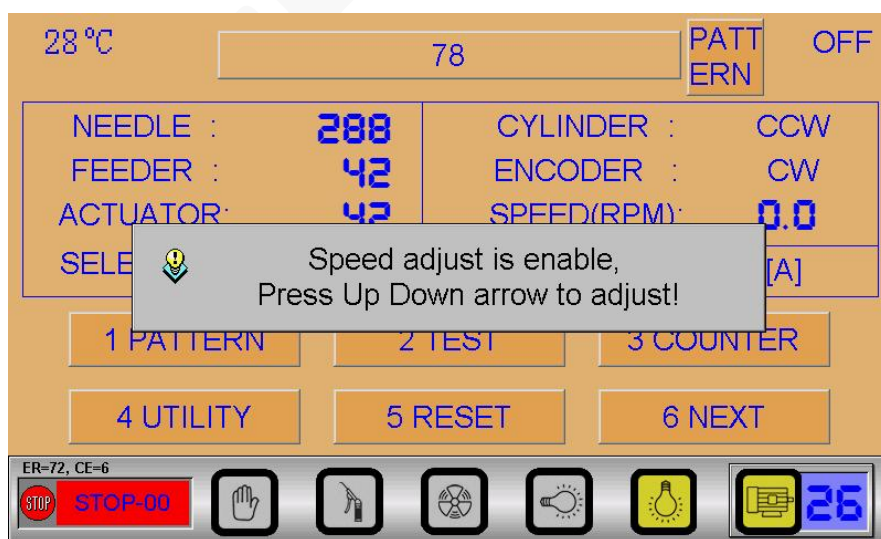 28℃
78
PATT
ERN
OFF
NEEDLE : 288
CYLINDER : CCW
FEEDER : 42
ENCODER : CW
ACTUATOR: 42
SPEED(RPM): 0.0
SELE
[A]
Speed adjust is enable,
Press Up Down arrow to adjust!
1 PATTERN
2 TEST
3 COUNTER
4 UTILITY
5 RESET
6 NEXT
ER=72, CE=6
STOP
STOP-00
26